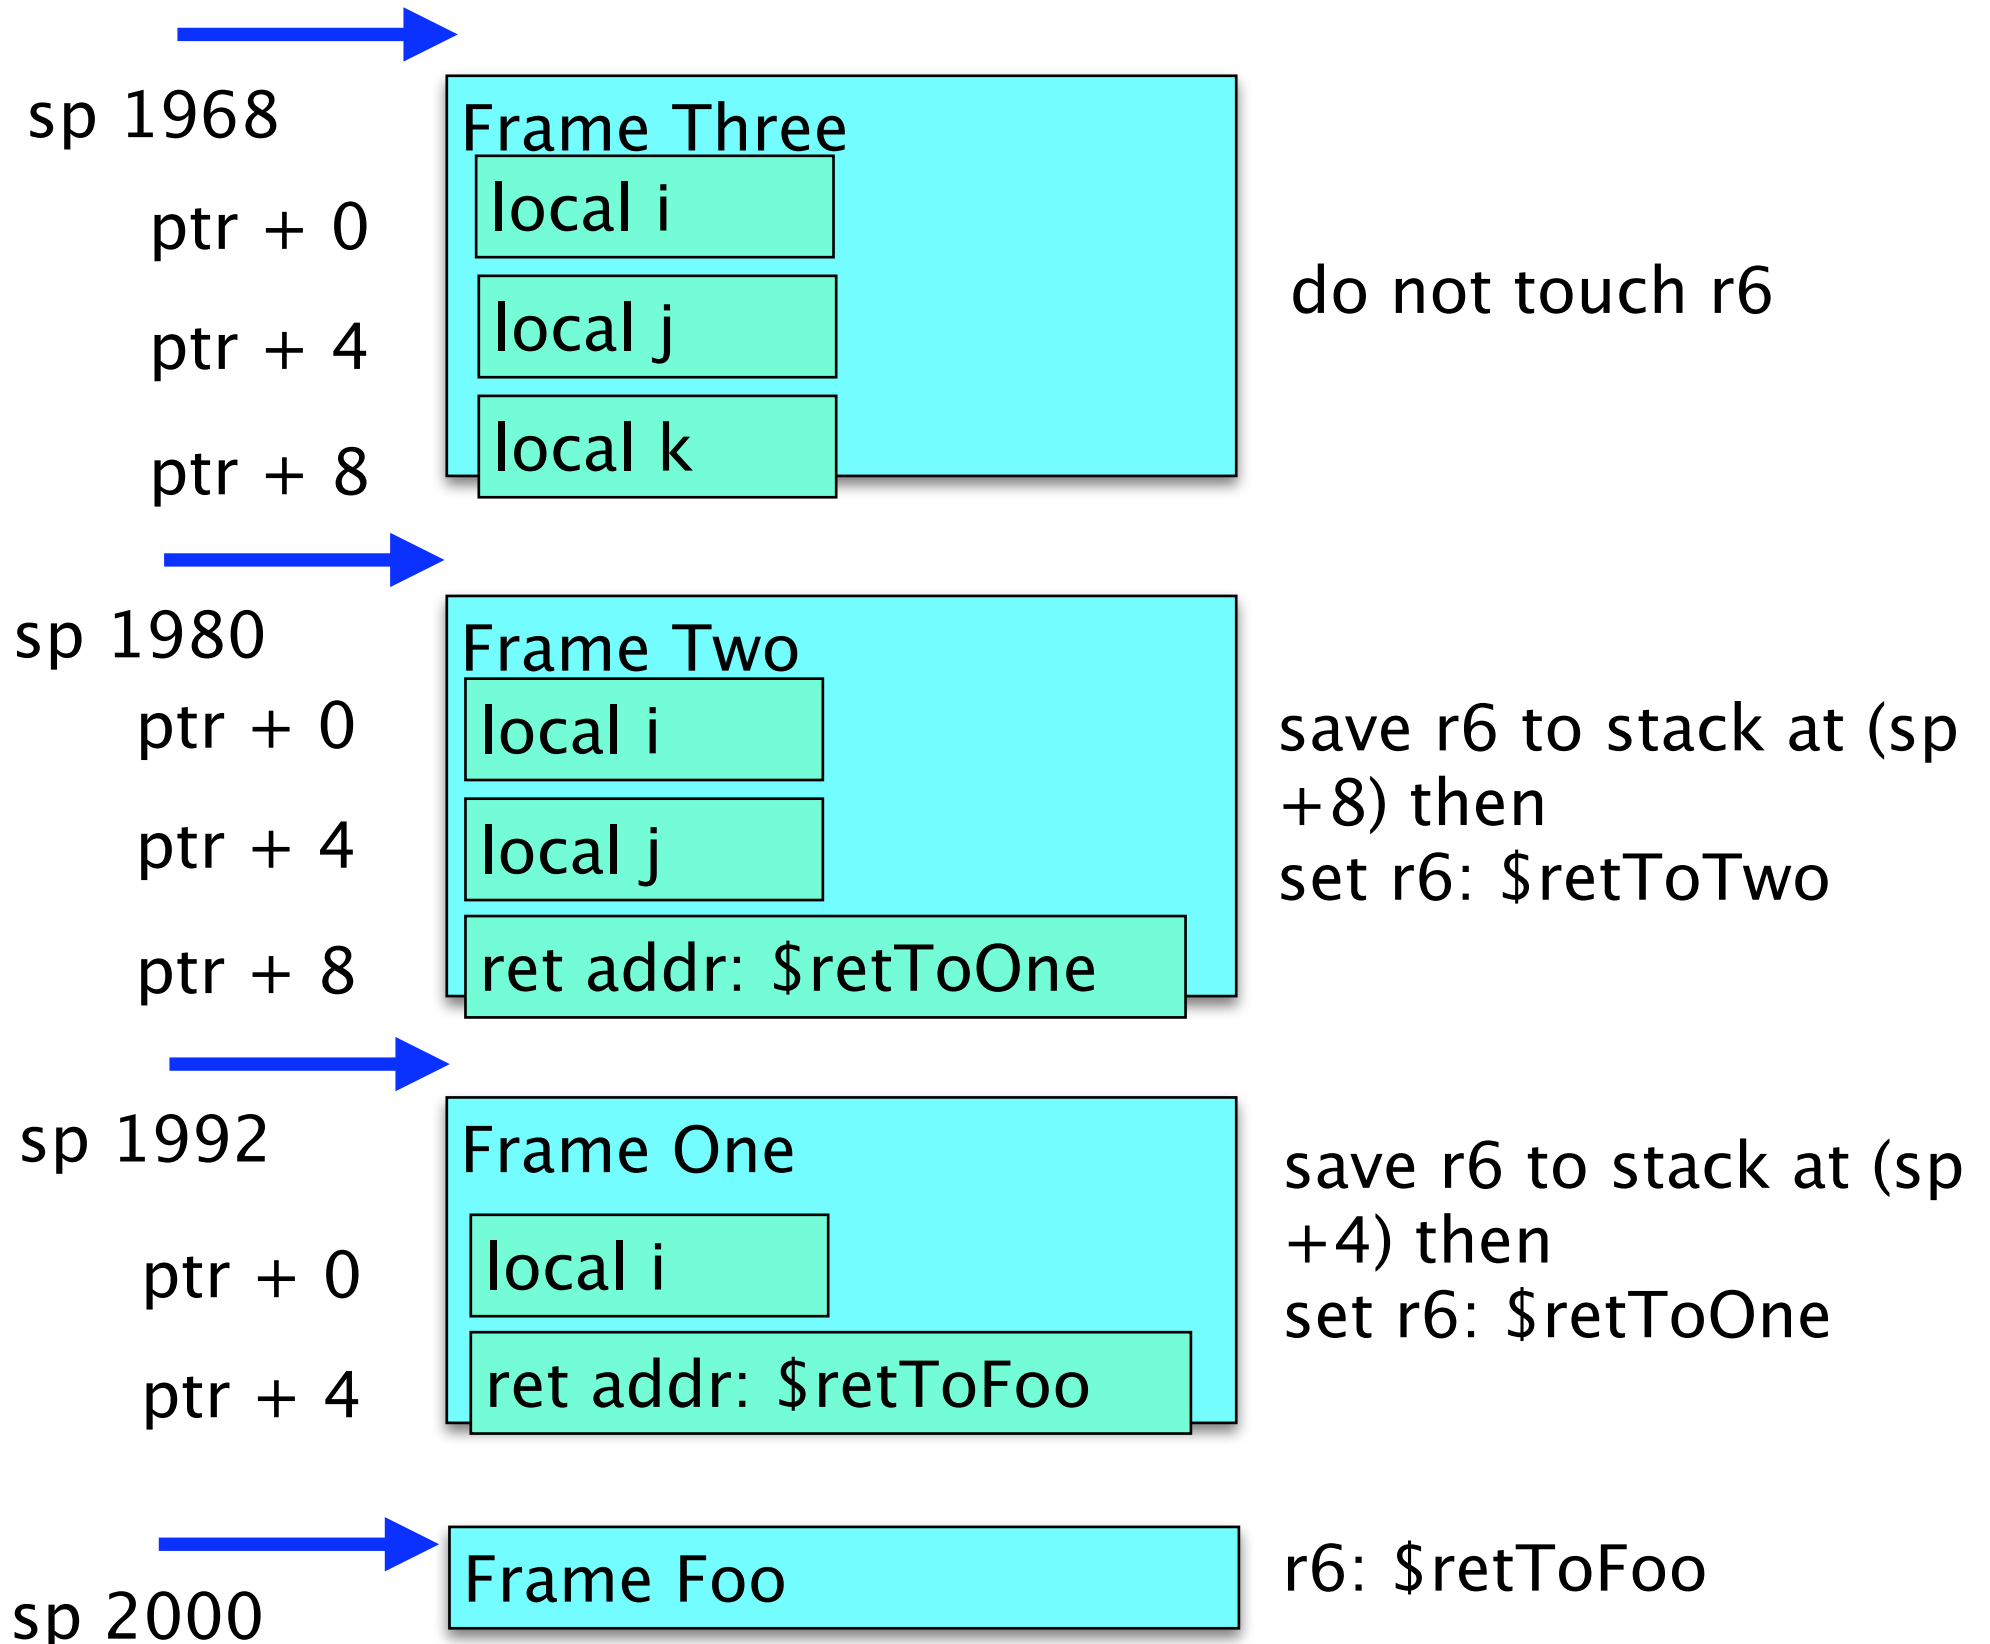 sp 1968
Frame Three
ptr + 0
local i
ptr + 4
local j
ptr + 8
local k
do not touch r6
sp 1980
Frame Two
ptr + 0
local i
ptr + 4
local j
ptr + 8
ret addr: $retToOne
save r6 to stack at (sp
+8) then
set r6: $retToTwo
sp 1992
Frame One
ptr + 0
local i
ptr + 4
ret addr: $retToFoo
save r6 to stack at (sp
+4) then
set r6: $retToOne
sp 2000
Frame Foo
r6: $retToFoo